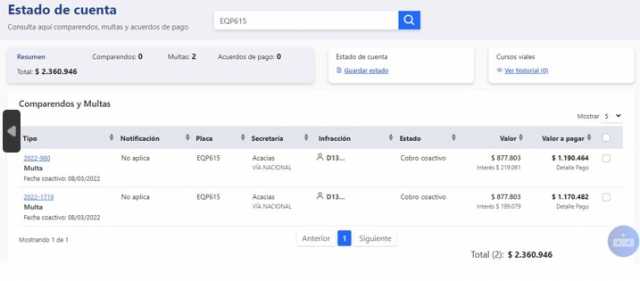 Estado de cuenta
Consulta aquí comparendos, multas y acuerdos de pago
EQP615
Resumen Comparendos: 0 Multas: 2 Acuerdos de pago: 0
Total: $ 2.360.946
Estado de cuenta
Guardar estado
Cursos viales
Ver historial (0)
Comparendos y Multas
Mostrar 5
Tipo Notificación Placa Secretaría Infracción Estado Valor Valor a pagar
2022-980 No aplica EQP615 Acacias D13... Cobro coactivo $ 877.803 $ 1.190.464
Multa VÍA NACIONAL Interés Detalle Pago
Fecha coactivo: 08/03/2022
2022-1719 No aplica EQP615 Acacias D13... Cobro coactivo $ 877.803 $ 1.170.482
Multa VÍA NACIONAL Interés Detalle Pago
Fecha coactivo: 08/03/2022
Mostrando 1 de 1 Anterior 1 Siguiente
Total (2): $ 2.360.946